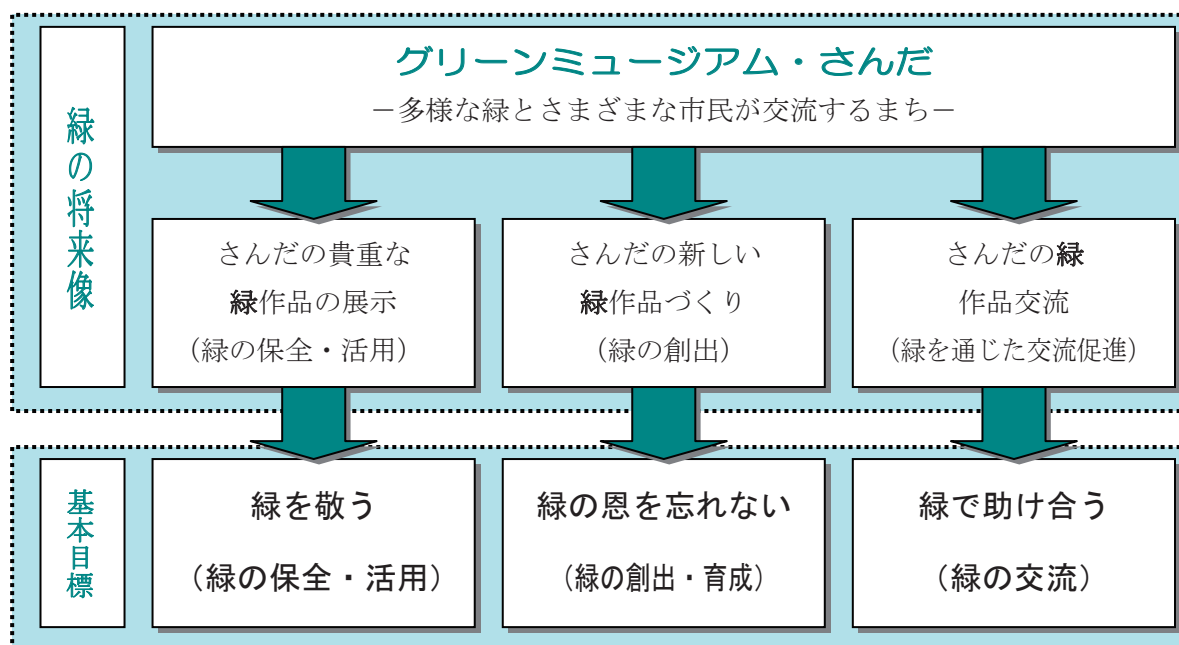 緑の将来像
グリーンミュージアム・さんだ
－多様な緑とさまざまな市民が交流するまち－
さんだの貴重な
緑作品の展示
（緑の保全・活用）
さんだの新しい
緑作品づくり
（緑の創出）
さんだの緑
作品交流
（緑を通じた交流促進）
基本目標
緑を敬う
（緑の保全・活用）
緑の恩を忘れない
（緑の創出・育成）
緑で助け合う
（緑の交流）